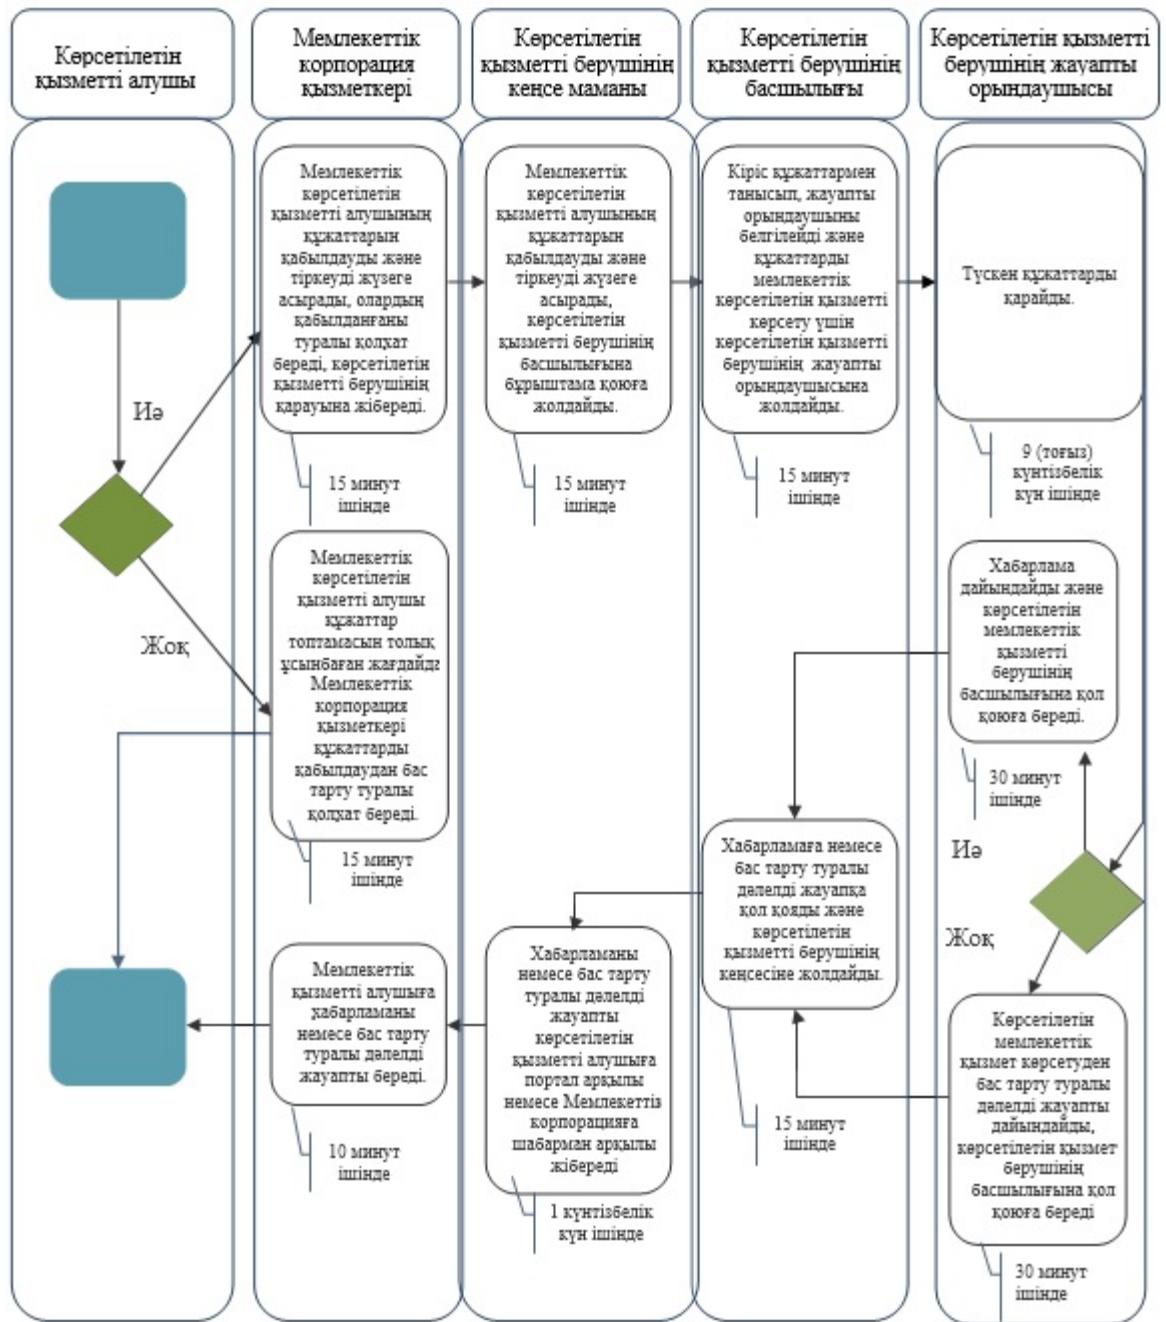 Көрсетілетін
қызметті алушы
Мемлекеттік
корпорация
қызметкері
Көрсетілетін
қызметті берушінің
кеңсе маманы
Көрсетілетін
қызметті берушінің
басшылығы
Көрсетілетін қызметті
берушінің жауапты
орындаушысы
Мемлекеттік
көрсетілетін
қызметті алушының
құжаттарын
қабылдауды және
тіркеуді жүзеге
асырады, олардың
қабылданғаны
туралы қолхат
береді, көрсетілетін
қызметті берушінің
қарауына жібереді.
Мемлекеттік
көрсетілетін
қызметті алушының
құжаттарын
қабылдауды және
тіркеуді жүзеге
асырады,
көрсетілетін
қызметті берушінің
басшылығына
бұрыштама қоюға
жолдайды.
Кіріс құжаттармен
танысып, жауапты
орындаушыны
белгілейді және
құжаттарды
мемлекеттік
көрсетілетін қызметті
көрсету үшін
көрсетілетін қызметті
берушінің жауапты
орындаушысына
жолдайды.
Түскен құжаттарды
қарайды.
Иә
15 минут
ішінде
15 минут
ішінде
15 минут
ішінде
9 (тоғыз)
күнтізбелік
күн ішінде
Жоқ
Мемлекеттік
көрсетілетін
қызметті алушы
құжаттар
топтамасын толық
ұсынбаған жағдайда
Мемлекеттік
корпорация
қызметкері
құжаттарды
қабылдаудан бас
тарту туралы
қолхат береді.
15 минут
ішінде
Хабарлама
дайындайды және
көрсетілетін
мемлекеттік
қызметті
берушінің
басшылығына қол
қоюға береді.
30 минут
ішінде
Иә
Жоқ
Хабарламаға немесе
бас тарту туралы
дәлелді жауапқа
қол қояды және
көрсетілетін
қызметті берушінің
кеңсесіне жолдайды.
15 минут
ішінде
Хабарламаны
немесе бас тарту
туралы дәлелді
жауапты
көрсетілетін
қызметті алушыға
портал арқылы
немесе Мемлекеттіз
корпорацияға
шабарман арқылы
жібереді
1 күнтізбелік
күн ішінде
Мемлекеттік
қызметті алушыға
хабарламаны
немесе бас тарту
туралы дәлелді
жауапты береді.
10 минут
ішінде
Көрсетілетін
мемлекеттік
қызмет көрсетуден
бас тарту туралы
дәлелді жауапты
дайындайды,
көрсетілетін қызмет
берушінің
басшылығына қол
қоюға береді
30 минут
ішінде